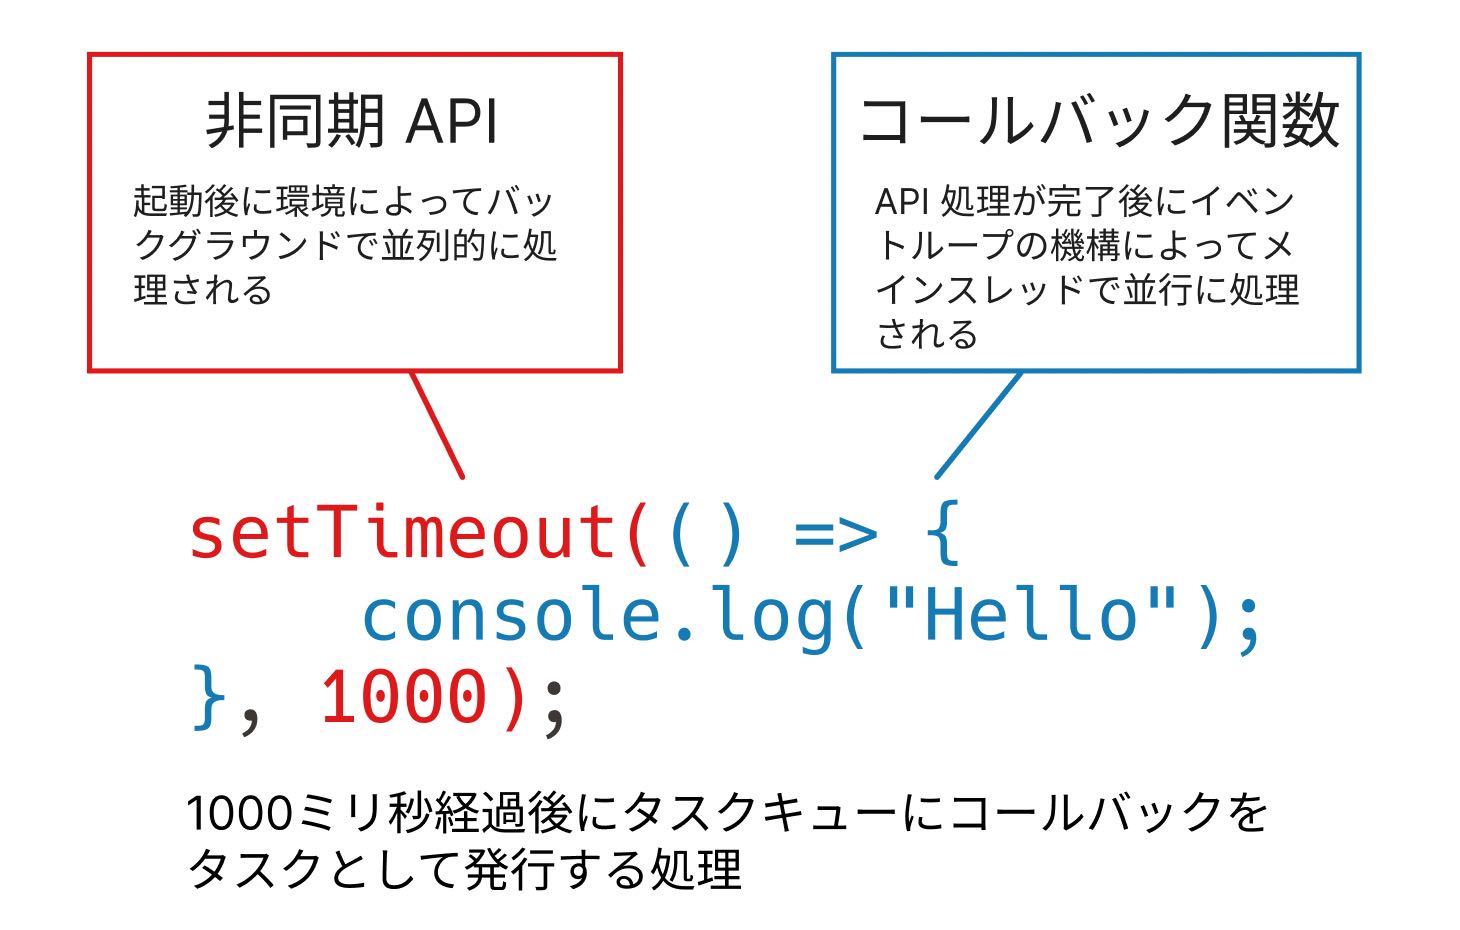 非同期 API
起動後に環境によってバッ
クグラウンドで並列的に処
理される
コールバック関数
API 処理が完了後にイベン
トループの機構によってメ
インスレッドで並行に処理
される
setTimeout(() => {
    console.log("Hello");
}, 1000);
1000ミリ秒経過後にタスクキューにコールバックを
タスクとして発行する処理